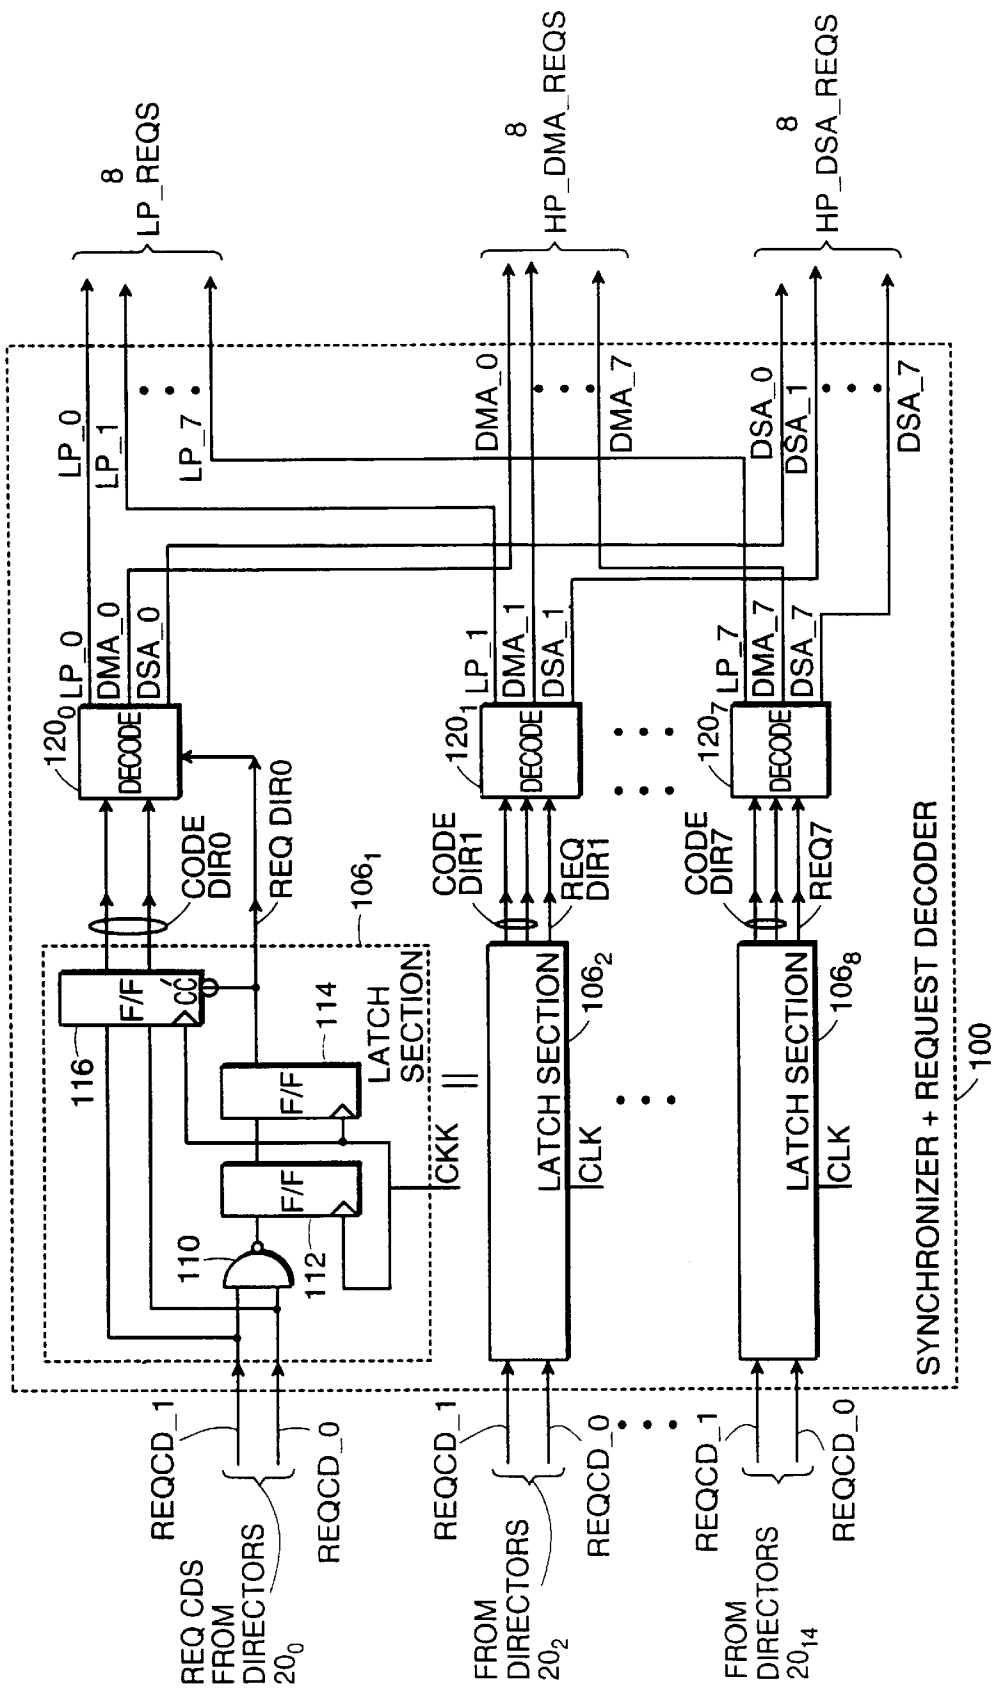 REQ CDS
FROM
DIRECTORS
20₀
REQCD_1
REQCD_0
110
112
F/F
114
F/F
116
F/F
CC
CKK
LATCH
SECTION
106₁
CODE
DIR0
REQ DIR0
120₀
DECODE
LP_0
DMA_0
DSA_0
LP_0
LP_1
LP_7
8
LP_REQS
FROM
DIRECTORS
20₂
REQCD_1
REQCD_0
LATCH SECTION
CLK
106₂
CODE
DIR1
REQ
DIR1
120₁
DECODE
LP_1
DMA_1
DSA_1
DMA_0
DMA_7
8
HP_DMA_REQS
FROM
DIRECTORS
20₁₄
REQCD_1
REQCD_0
LATCH SECTION
CLK
106₈
CODE
DIR7
REQ7
120₇
DECODE
LP_7
DMA_7
DSA_7
DSA_0
DSA_1
DSA_7
8
HP_DSA_REQS
SYNCHRONIZER + REQUEST DECODER
100